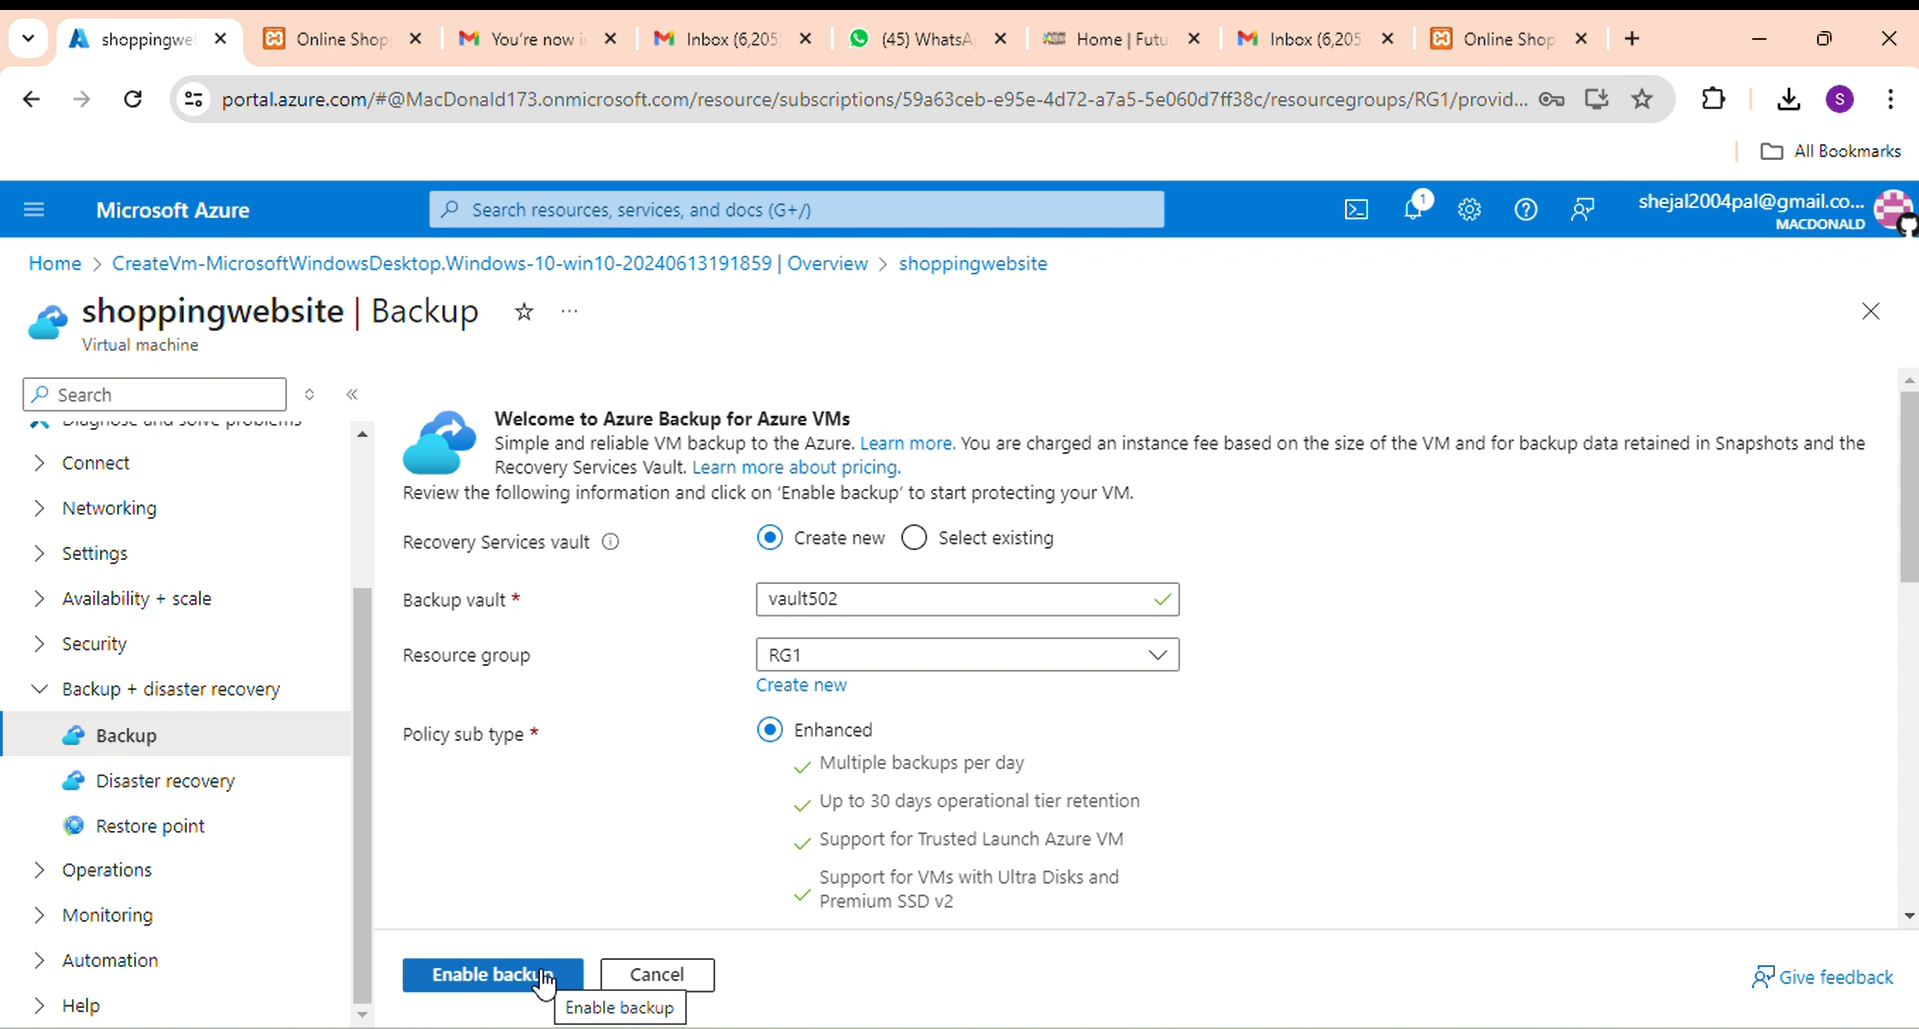 shoppingwe
Online Shop
You're now i
Inbox (6,205
(45) WhatsA
Home | Futu
Inbox (6,205
Online Shop
portal.azure.com/#@MacDonald173.onmicrosoft.com/resource/subscriptions/59a63ceb-e95e-4d72-a7a5-5e060d7ff38c/resourcegroups/RG1/provid...
S
All Bookmarks
Microsoft Azure
Search resources, services, and docs (G+/)
1
shejal2004pal@gmail.co...
MACDONALD
Home > CreateVm-MicrosoftWindowsDesktop.Windows-10-win10-20240613191859 | Overview > shoppingwebsite
shoppingwebsite | Backup
Virtual machine
Search
Diagnose and solve problems
Connect
Networking
Settings
Availability + scale
Security
Backup + disaster recovery
Backup
Disaster recovery
Restore point
Operations
Monitoring
Automation
Help
Welcome to Azure Backup for Azure VMs
Simple and reliable VM backup to the Azure. Learn more. You are charged an instance fee based on the size of the VM and for backup data retained in Snapshots and the
Recovery Services Vault. Learn more about pricing.
Review the following information and click on 'Enable backup' to start protecting your VM.
Recovery Services vault
Create new
Select existing
Backup vault *
vault502
Resource group
RG1
Create new
Policy sub type *
Enhanced
Multiple backups per day
Up to 30 days operational tier retention
Support for Trusted Launch Azure VM
Support for VMs with Ultra Disks and
Premium SSD v2
Enable backup
Cancel
Enable backup
Give feedback